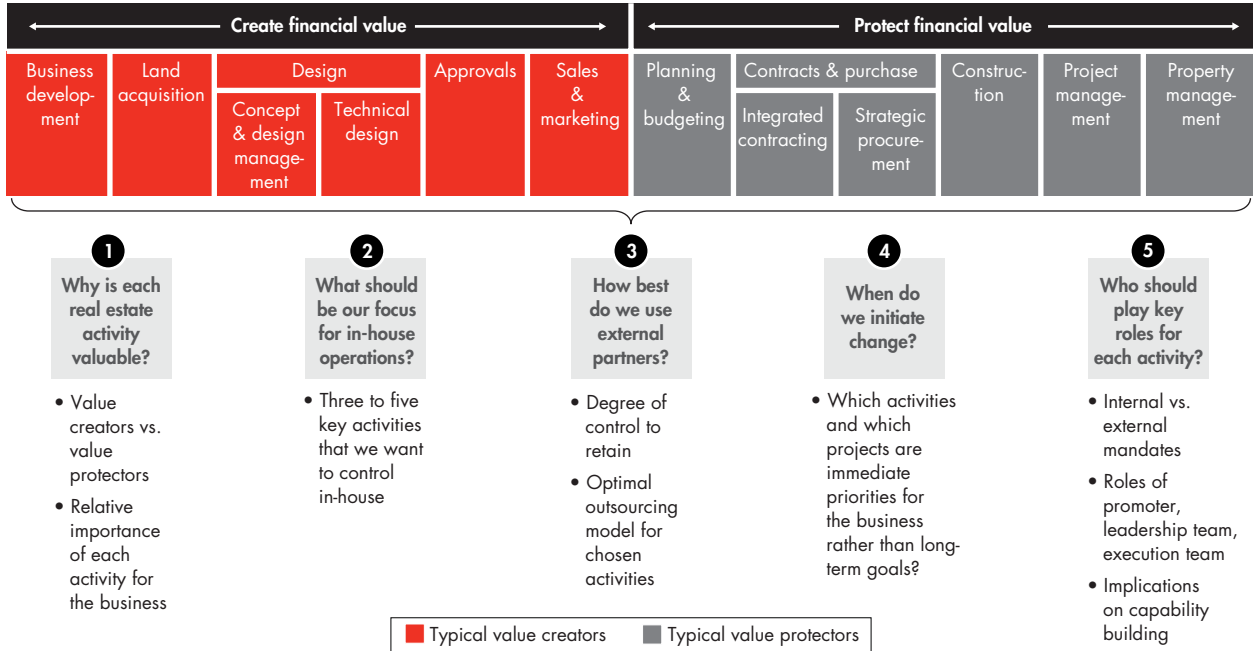 Create financial value
Protect financial value
Business
develop-
ment
Land
acquisition
Design
Concept
& design
manage-
ment
Technical
design
Approvals
Sales
&
marketing
Planning
&
budgeting
Contracts & purchase
Integrated
contracting
Strategic
procure-
ment
Construc-
tion
Project
manage-
ment
Property
manage-
ment
1
Why is each
real estate
activity
valuable?
• Value
creators vs.
value
protectors
• Relative
importance
of each
activity for
the business
2
What should
be our focus
for in-house
operations?
• Three to five
key activities
that we want
to control
in-house
3
How best
do we use
external
partners?
• Degree of
control to
retain
• Optimal
outsourcing
model for
chosen
activities
4
When do
we initiate
change?
• Which activities
and which
projects are
immediate
priorities for
the business
rather than long-
term goals?
5
Who should
play key
roles for
each activity?
• Internal vs.
external
mandates
• Roles of
promoter,
leadership team,
execution team
• Implications
on capability
building
Typical value creators
Typical value protectors